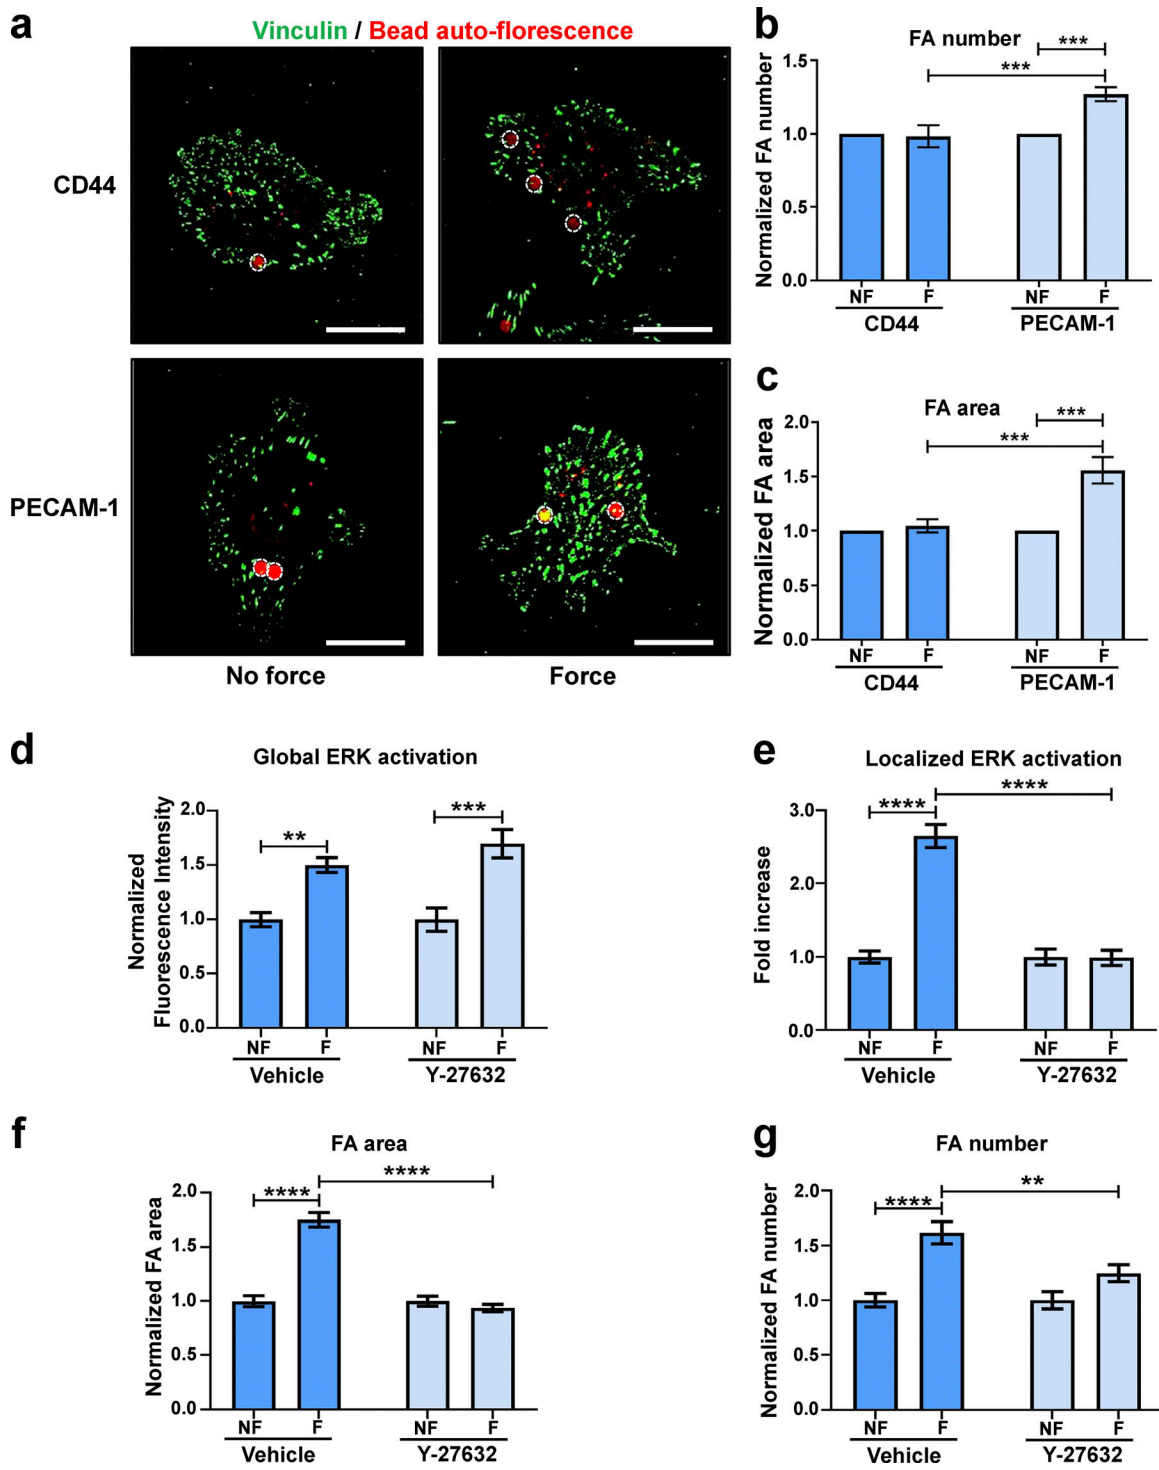 a
Vinculin / Bead auto-florescence
CD44
PECAM-1
No force
Force
b
FA number
Normalized FA number
1.5
1.0
0.5
0.0
***
***
NF
F
NF
F
CD44
PECAM-1
c
FA area
Normalized FA area
2.0
1.5
1.0
0.5
0.0
***
***
NF
F
NF
F
CD44
PECAM-1
d
Global ERK activation
Normalized
Fluorescence Intensity
2.0
1.5
1.0
0.5
0.0
**
***
NF
F
NF
F
Vehicle
Y-27632
e
Localized ERK activation
Fold increase
3.0
2.0
1.0
0.0
****
****
NF
F
NF
F
Vehicle
Y-27632
f
FA area
Normalized FA area
2.0
1.5
1.0
0.5
0.0
****
****
NF
F
NF
F
Vehicle
Y-27632
g
FA number
Normalized FA number
2.0
1.5
1.0
0.5
0.0
****
**
NF
F
NF
F
Vehicle
Y-27632